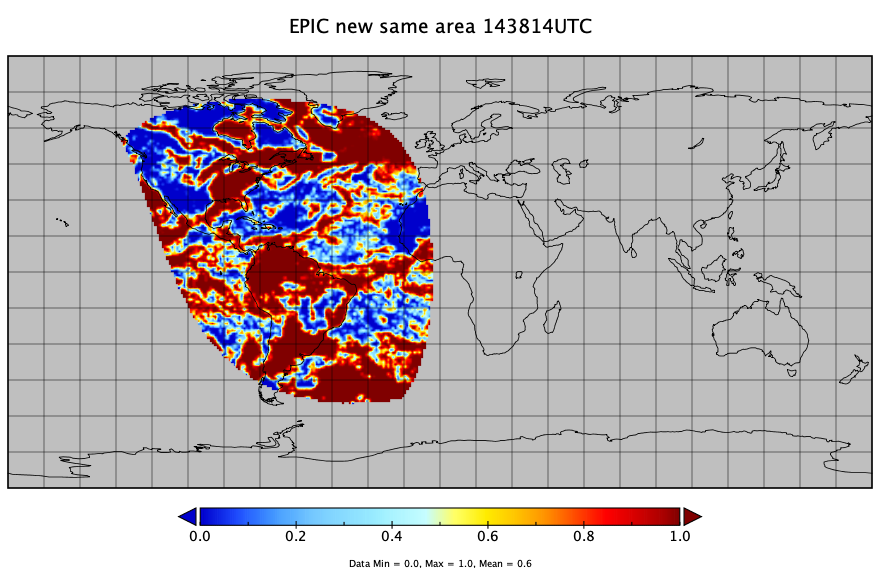 EPIC new same area 143814UTC
0.0 0.2 0.4 0.6 0.8 1.0
Data Min = 0.0, Max = 1.0, Mean = 0.6